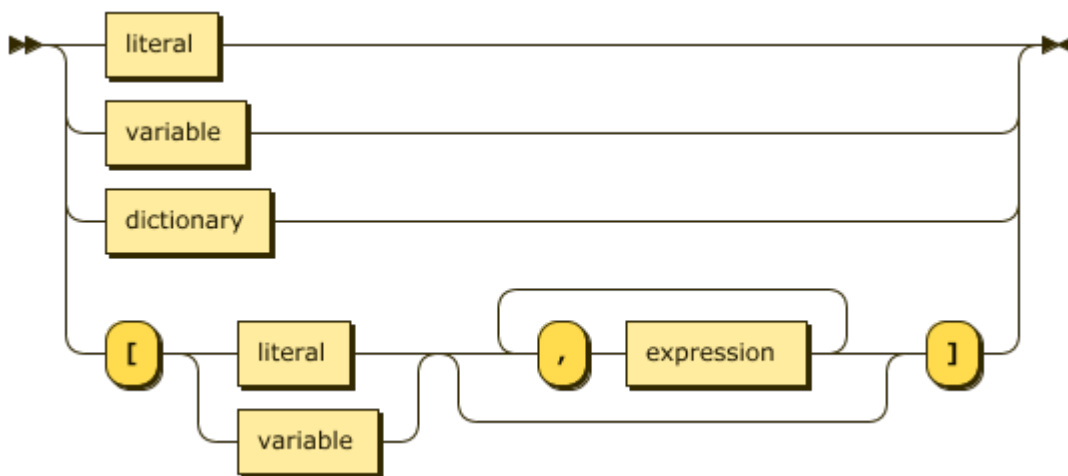 literal
variable
dictionary
[ literal , expression ]
variable